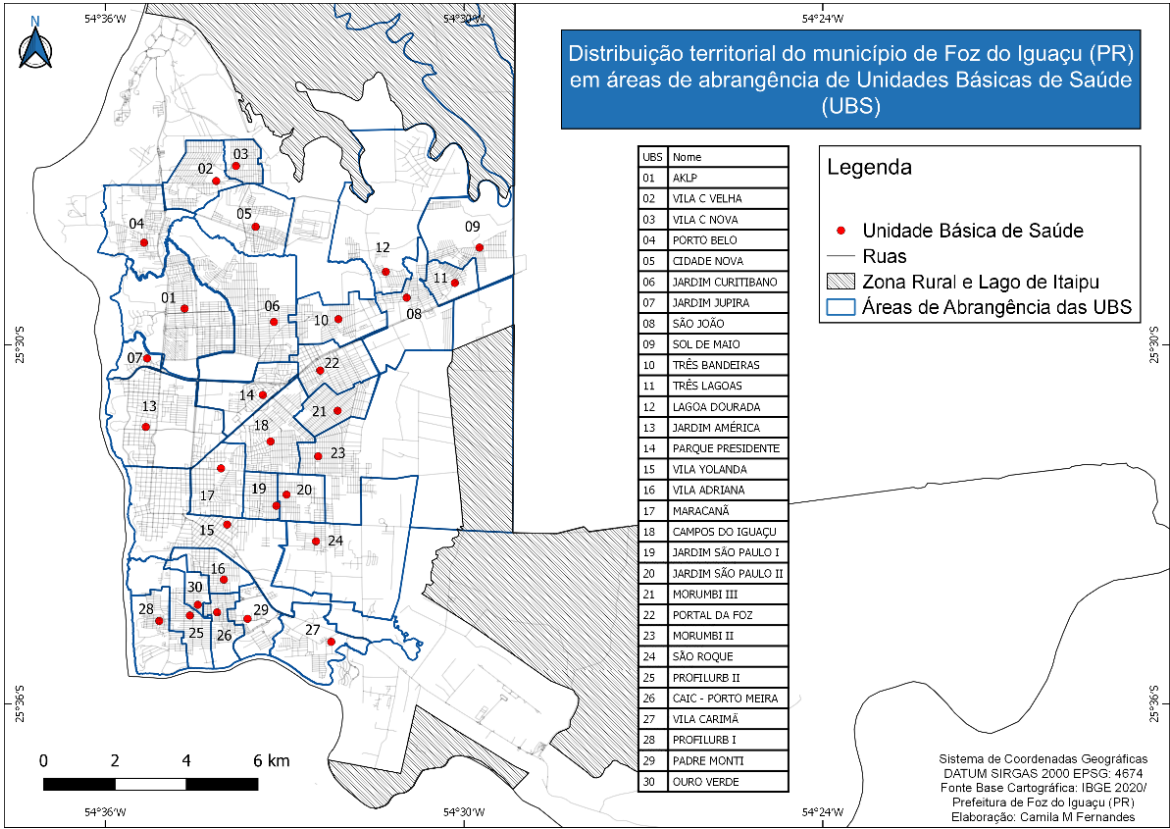 54°36'W
54°30'W
54°24'W
N
Distribuição territorial do município de Foz do Iguaçu (PR)
em áreas de abrangência de Unidades Básicas de Saúde
(UBS)
UBS Nome
01 AKLP
02 VILA C VELHA
03 VILA C NOVA
04 PORTO BELO
05 CIDADE NOVA
06 JARDIM CURITIBANO
07 JARDIM JUPIRA
08 SÃO JOÃO
09 SOL DE MAIO
10 TRÊS BANDEIRAS
11 TRÊS LAGOAS
12 LAGOA DOURADA
13 JARDIM AMÉRICA
14 PARQUE PRESIDENTE
15 VILA YOLANDA
16 VILA ADRIANA
17 MARACANÃ
18 CAMPOS DO IGUAÇU
19 JARDIM SÃO PAULO I
20 JARDIM SÃO PAULO II
21 MORUMBI III
22 PORTAL DA FOZ
23 MORUMBI II
24 SÃO ROQUE
25 PROFILURB II
26 CAIC - PORTO MEIRA
27 VILA CARIMÃ
28 PROFILURB I
29 PADRE MONTI
30 OURO VERDE
Legenda
Unidade Básica de Saúde
Ruas
Zona Rural e Lago de Itaipu
Áreas de Abrangência das UBS
03
02
05
04
09
12
11
01
06
08
10
07
22
14
13
21
18
23
17
19
20
15
24
16
30
28
25
26
29
27
25°30'S
25°30'S
25°36'S
25°36'S
0 2 4 6 km
Sistema de Coordenadas Geográficas
DATUM SIRGAS 2000 EPSG: 4674
Fonte Base Cartográfica: IBGE 2020/
Prefeitura de Foz do Iguaçu (PR)
Elaboração: Camila M Fernandes
54°36'W
54°30'W
54°24'W